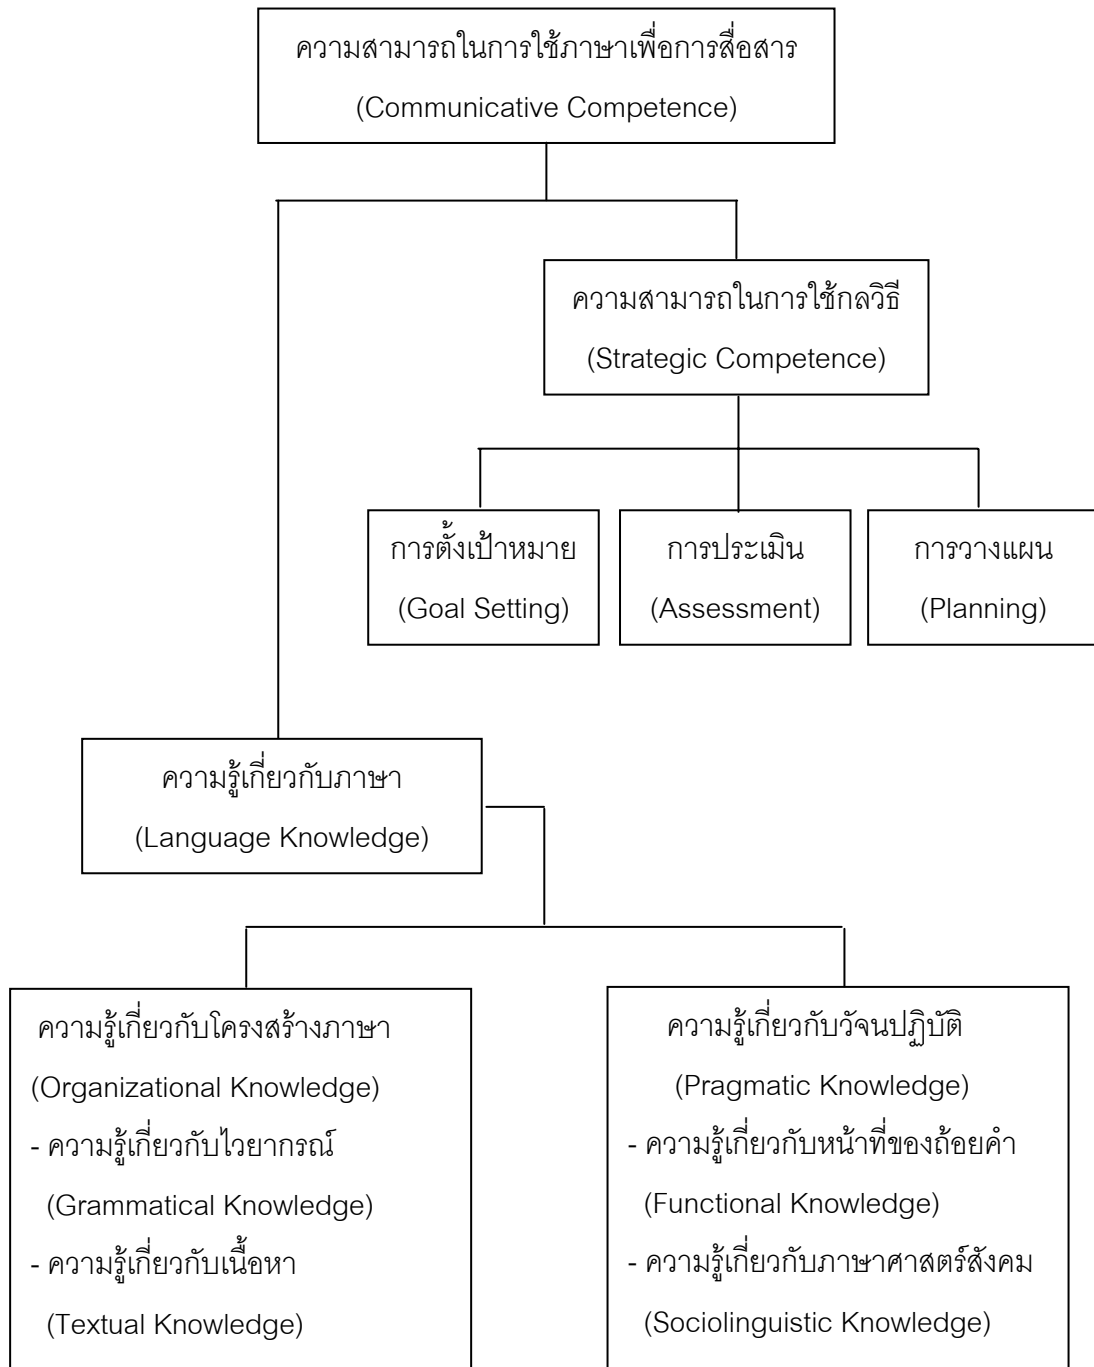 ความสามารถในการใช้ภาษาเพื่อการสื่อสาร
(Communicative Competence)
ความสามารถในการใช้กลวิธี
(Strategic Competence)
การตั้งเป้าหมาย
(Goal Setting)
การประเมิน
(Assessment)
การวางแผน
(Planning)
ความรู้เกี่ยวกับภาษา
(Language Knowledge)
ความรู้เกี่ยวกับโครงสร้างภาษา
(Organizational Knowledge)
- ความรู้เกี่ยวกับไวยากรณ์
(Grammatical Knowledge)
- ความรู้เกี่ยวกับเนื้อหา
(Textual Knowledge)
ความรู้เกี่ยวกับวัจนปฏิบัติ
(Pragmatic Knowledge)
- ความรู้เกี่ยวกับหน้าที่ของถ้อยคำ
(Functional Knowledge)
- ความรู้เกี่ยวกับภาษาศาสตร์สังคม
(Sociolinguistic Knowledge)